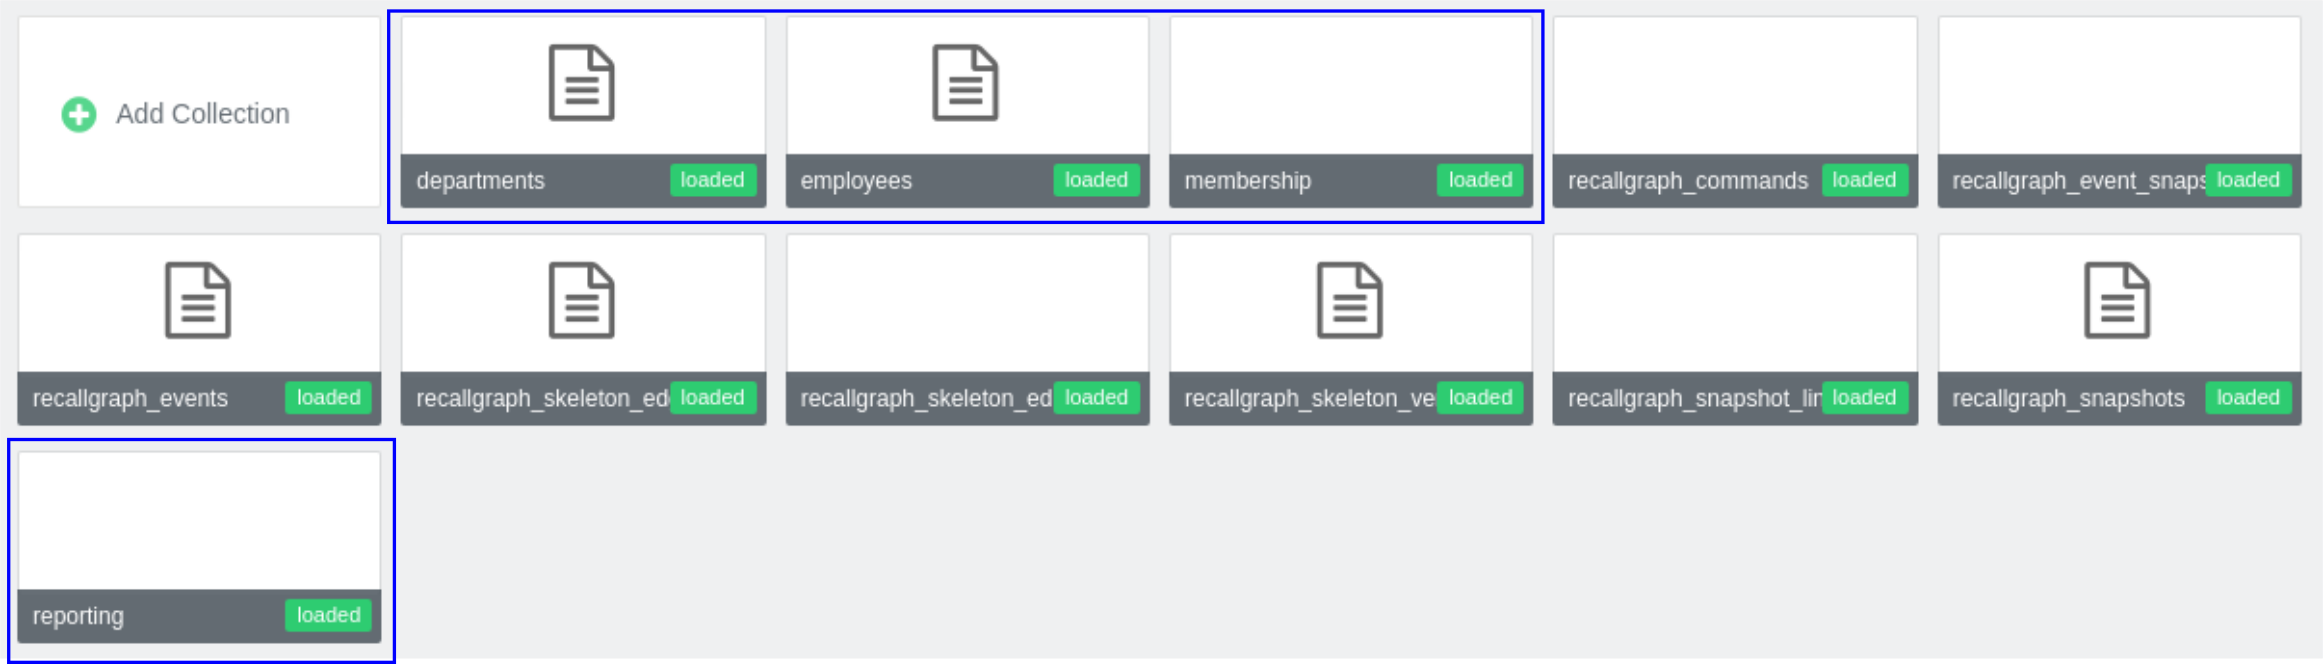 Add Collection
departments loaded
employees loaded
membership loaded
recallgraph_commands loaded
recallgraph_event_snaps loaded
recallgraph_events loaded
recallgraph_skeleton_ed loaded
recallgraph_skeleton_ed loaded
recallgraph_skeleton_ve loaded
recallgraph_snapshot_lin loaded
recallgraph_snapshots loaded
reporting loaded